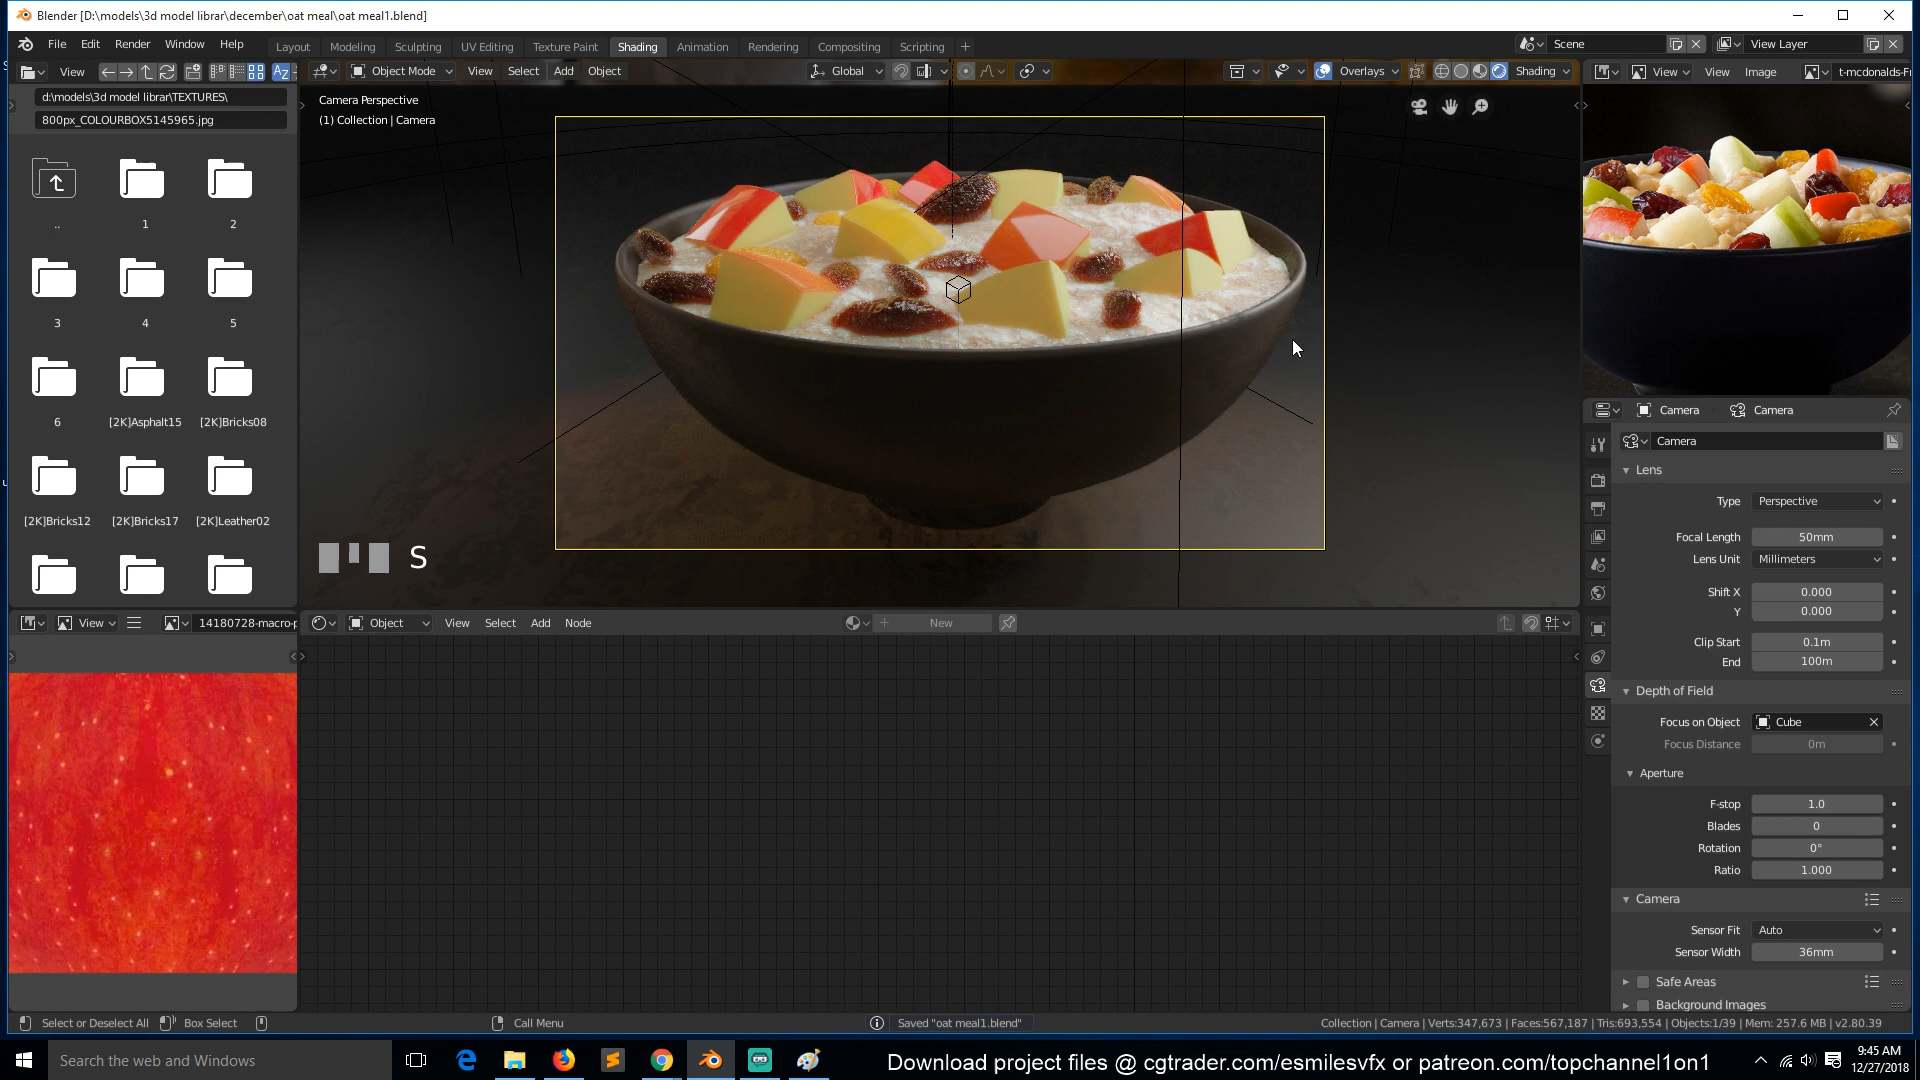 Blender [D:\models\3d model librar\december\oat meal\oat meal1.blend]
File Edit Render Window Help
Layout Modeling Sculpting UV Editing Texture Paint Shading Animation Rendering Compositing Scripting +
Scene
View Layer
View
Object Mode View Select Add Object
Global
Overlays
Shading
View View Image
t-mcdonalds-Fr
d:\models\3d model librar\TEXTURES\
800px_COLOURBOX5145965.jpg
..
1
2
3
4
5
6
[2K]Asphalt15
[2K]Bricks08
[2K]Bricks12
[2K]Bricks17
[2K]Leather02
Camera Perspective
(1) Collection | Camera
S
Camera
Camera
Camera
Lens
Type Perspective
Focal Length 50mm
Lens Unit Millimeters
Shift X 0.000
Y 0.000
Clip Start 0.1m
End 100m
Depth of Field
Focus on Object Cube
Focus Distance 0m
Aperture
F-stop 1.0
Blades 0
Rotation 0°
Ratio 1.000
Camera
Sensor Fit Auto
Sensor Width 36mm
Safe Areas
Background Images
View
14180728-macro-p
Object View Select Add Node
New
Select or Deselect All
Box Select
Call Menu
Saved "oat meal1.blend"
Collection | Camera | Verts:347,673 | Faces:567,187 | Tris:693,554 | Objects:1/39 | Mem: 257.6 MB | v2.80.39
Search the web and Windows
Download project files @ cgtrader.com/esmilesvfx or patreon.com/topchannel1on1
9:45 AM
12/27/2018